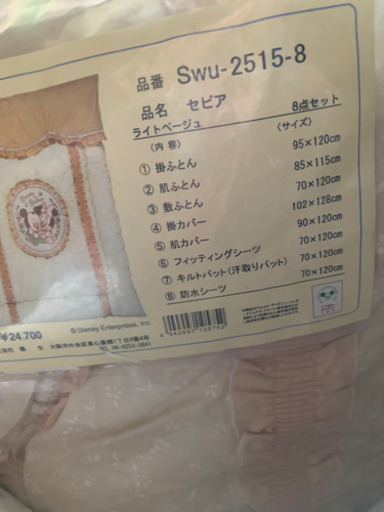 品番 Swu-2515-8
品名 セピア 8点セット
ライトベージュ
〈内容〉 〈サイズ〉
① 掛ふとん 95×120cm
② 肌ふとん 85×115cm
③ 敷ふとん 70×120cm
④ 掛カバー 102×128cm
⑤ 肌カバー 90×120cm
⑥ フィッティングシーツ 70×120cm
⑦ キルトパット(汗取りパット) 70×120cm
⑧ 防水シーツ 70×120cm
¥24,700
©Disney Enterprises, Inc.